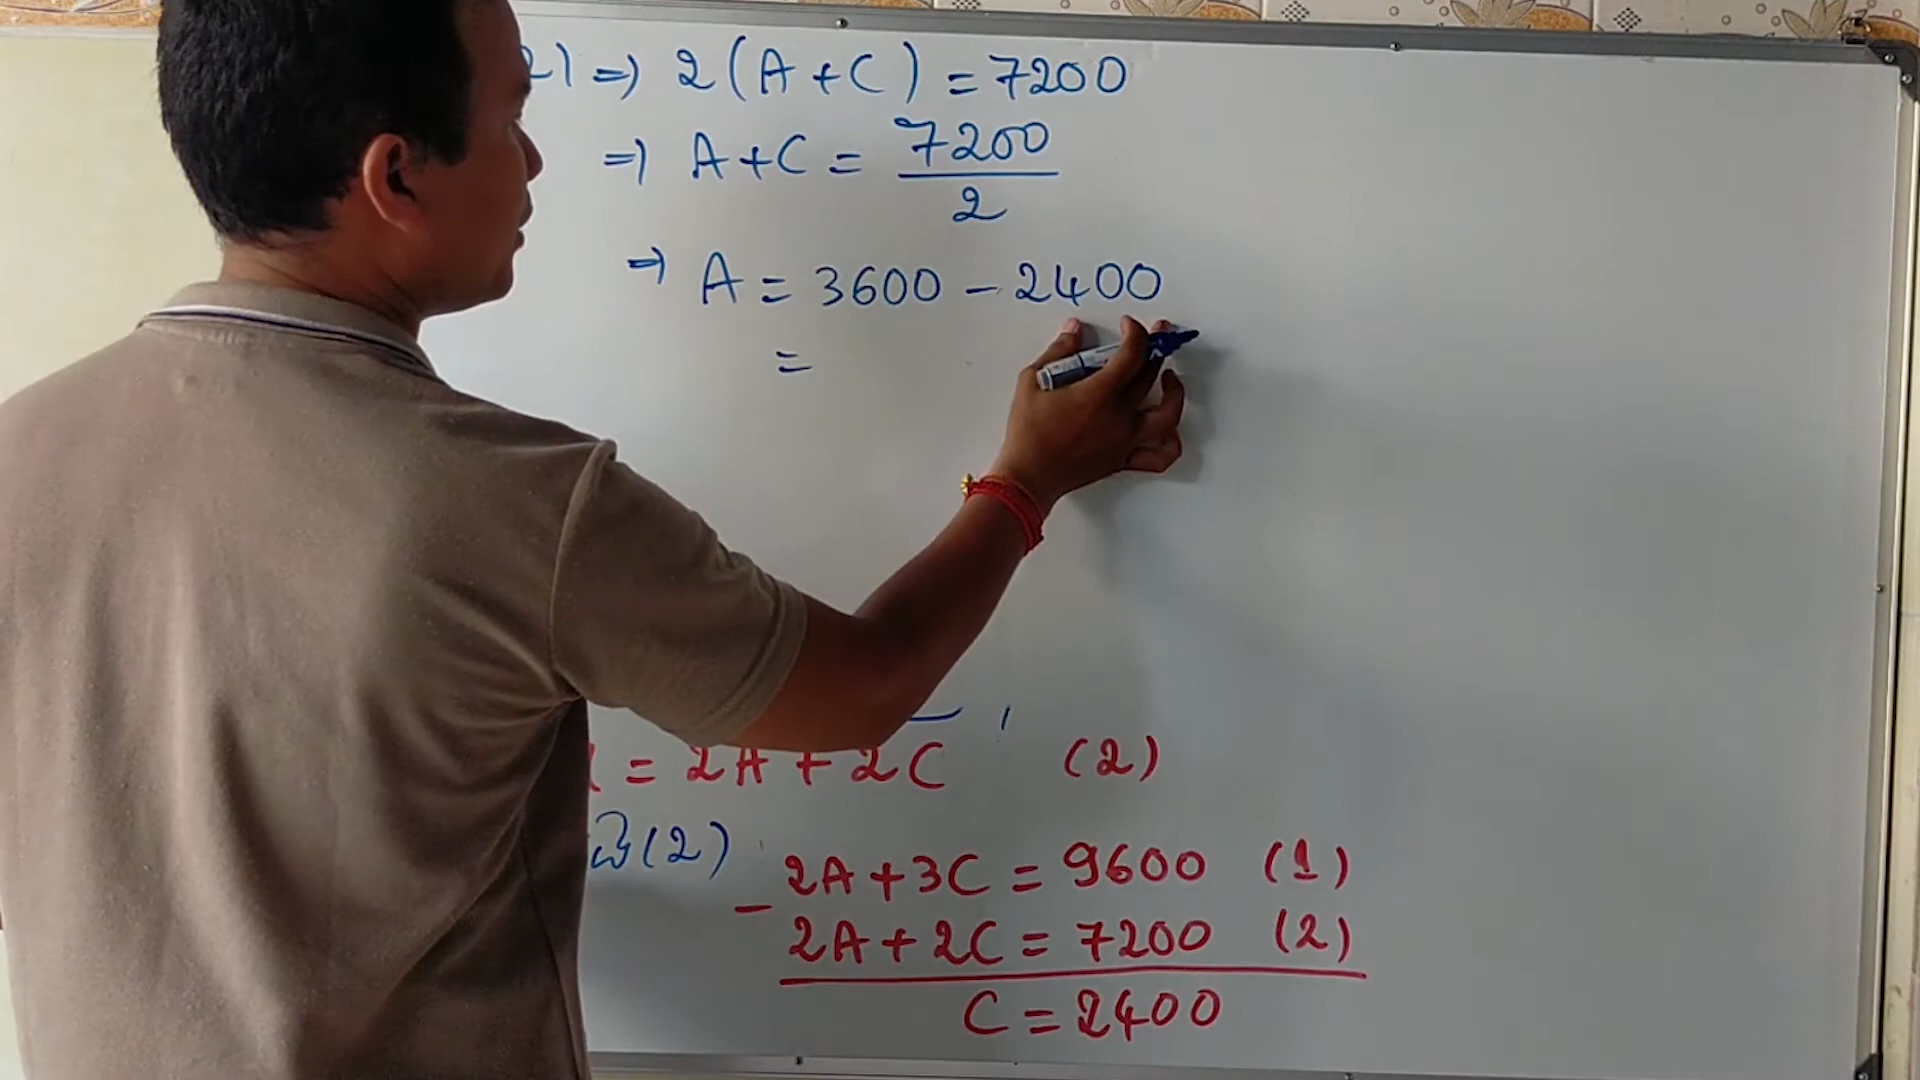 2) => 2(A+C) = 7200
=> A+C = 7200/2
=> A = 3600 - 2400
=
= 2A + 2C (2)
(2)
- 2A + 3C = 9600 (1)
2A + 2C = 7200 (2)
C = 2400